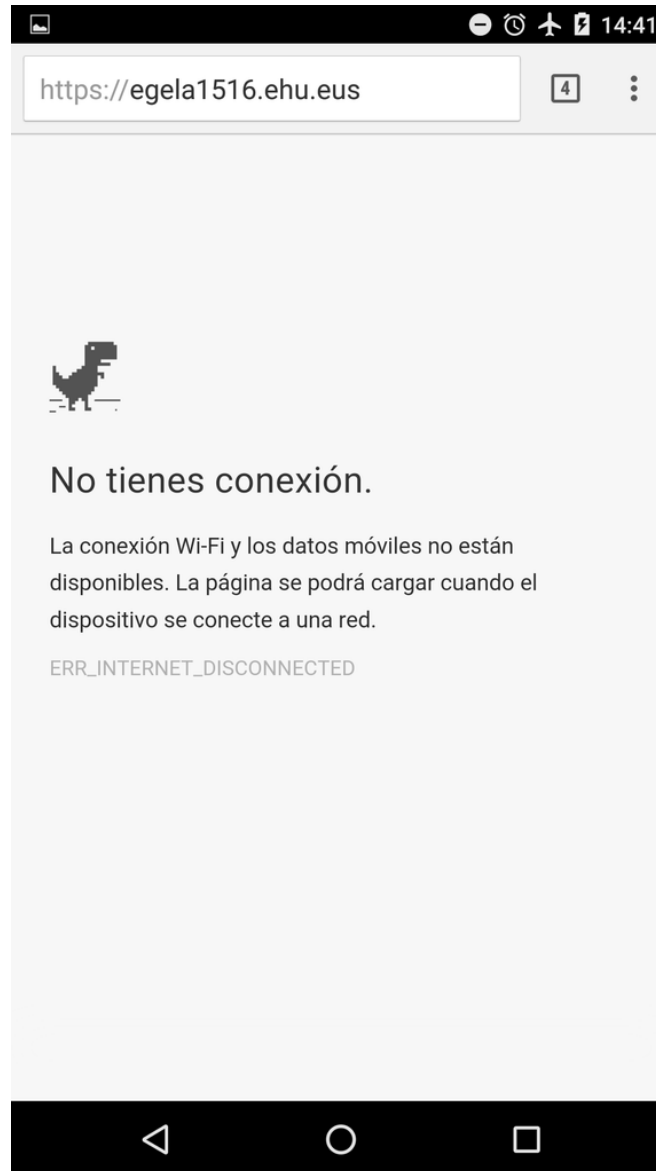 14:41
https://egela1516.ehu.eus
4
No tienes conexión.
La conexión Wi-Fi y los datos móviles no están
disponibles. La página se podrá cargar cuando el
dispositivo se conecte a una red.
ERR_INTERNET_DISCONNECTED